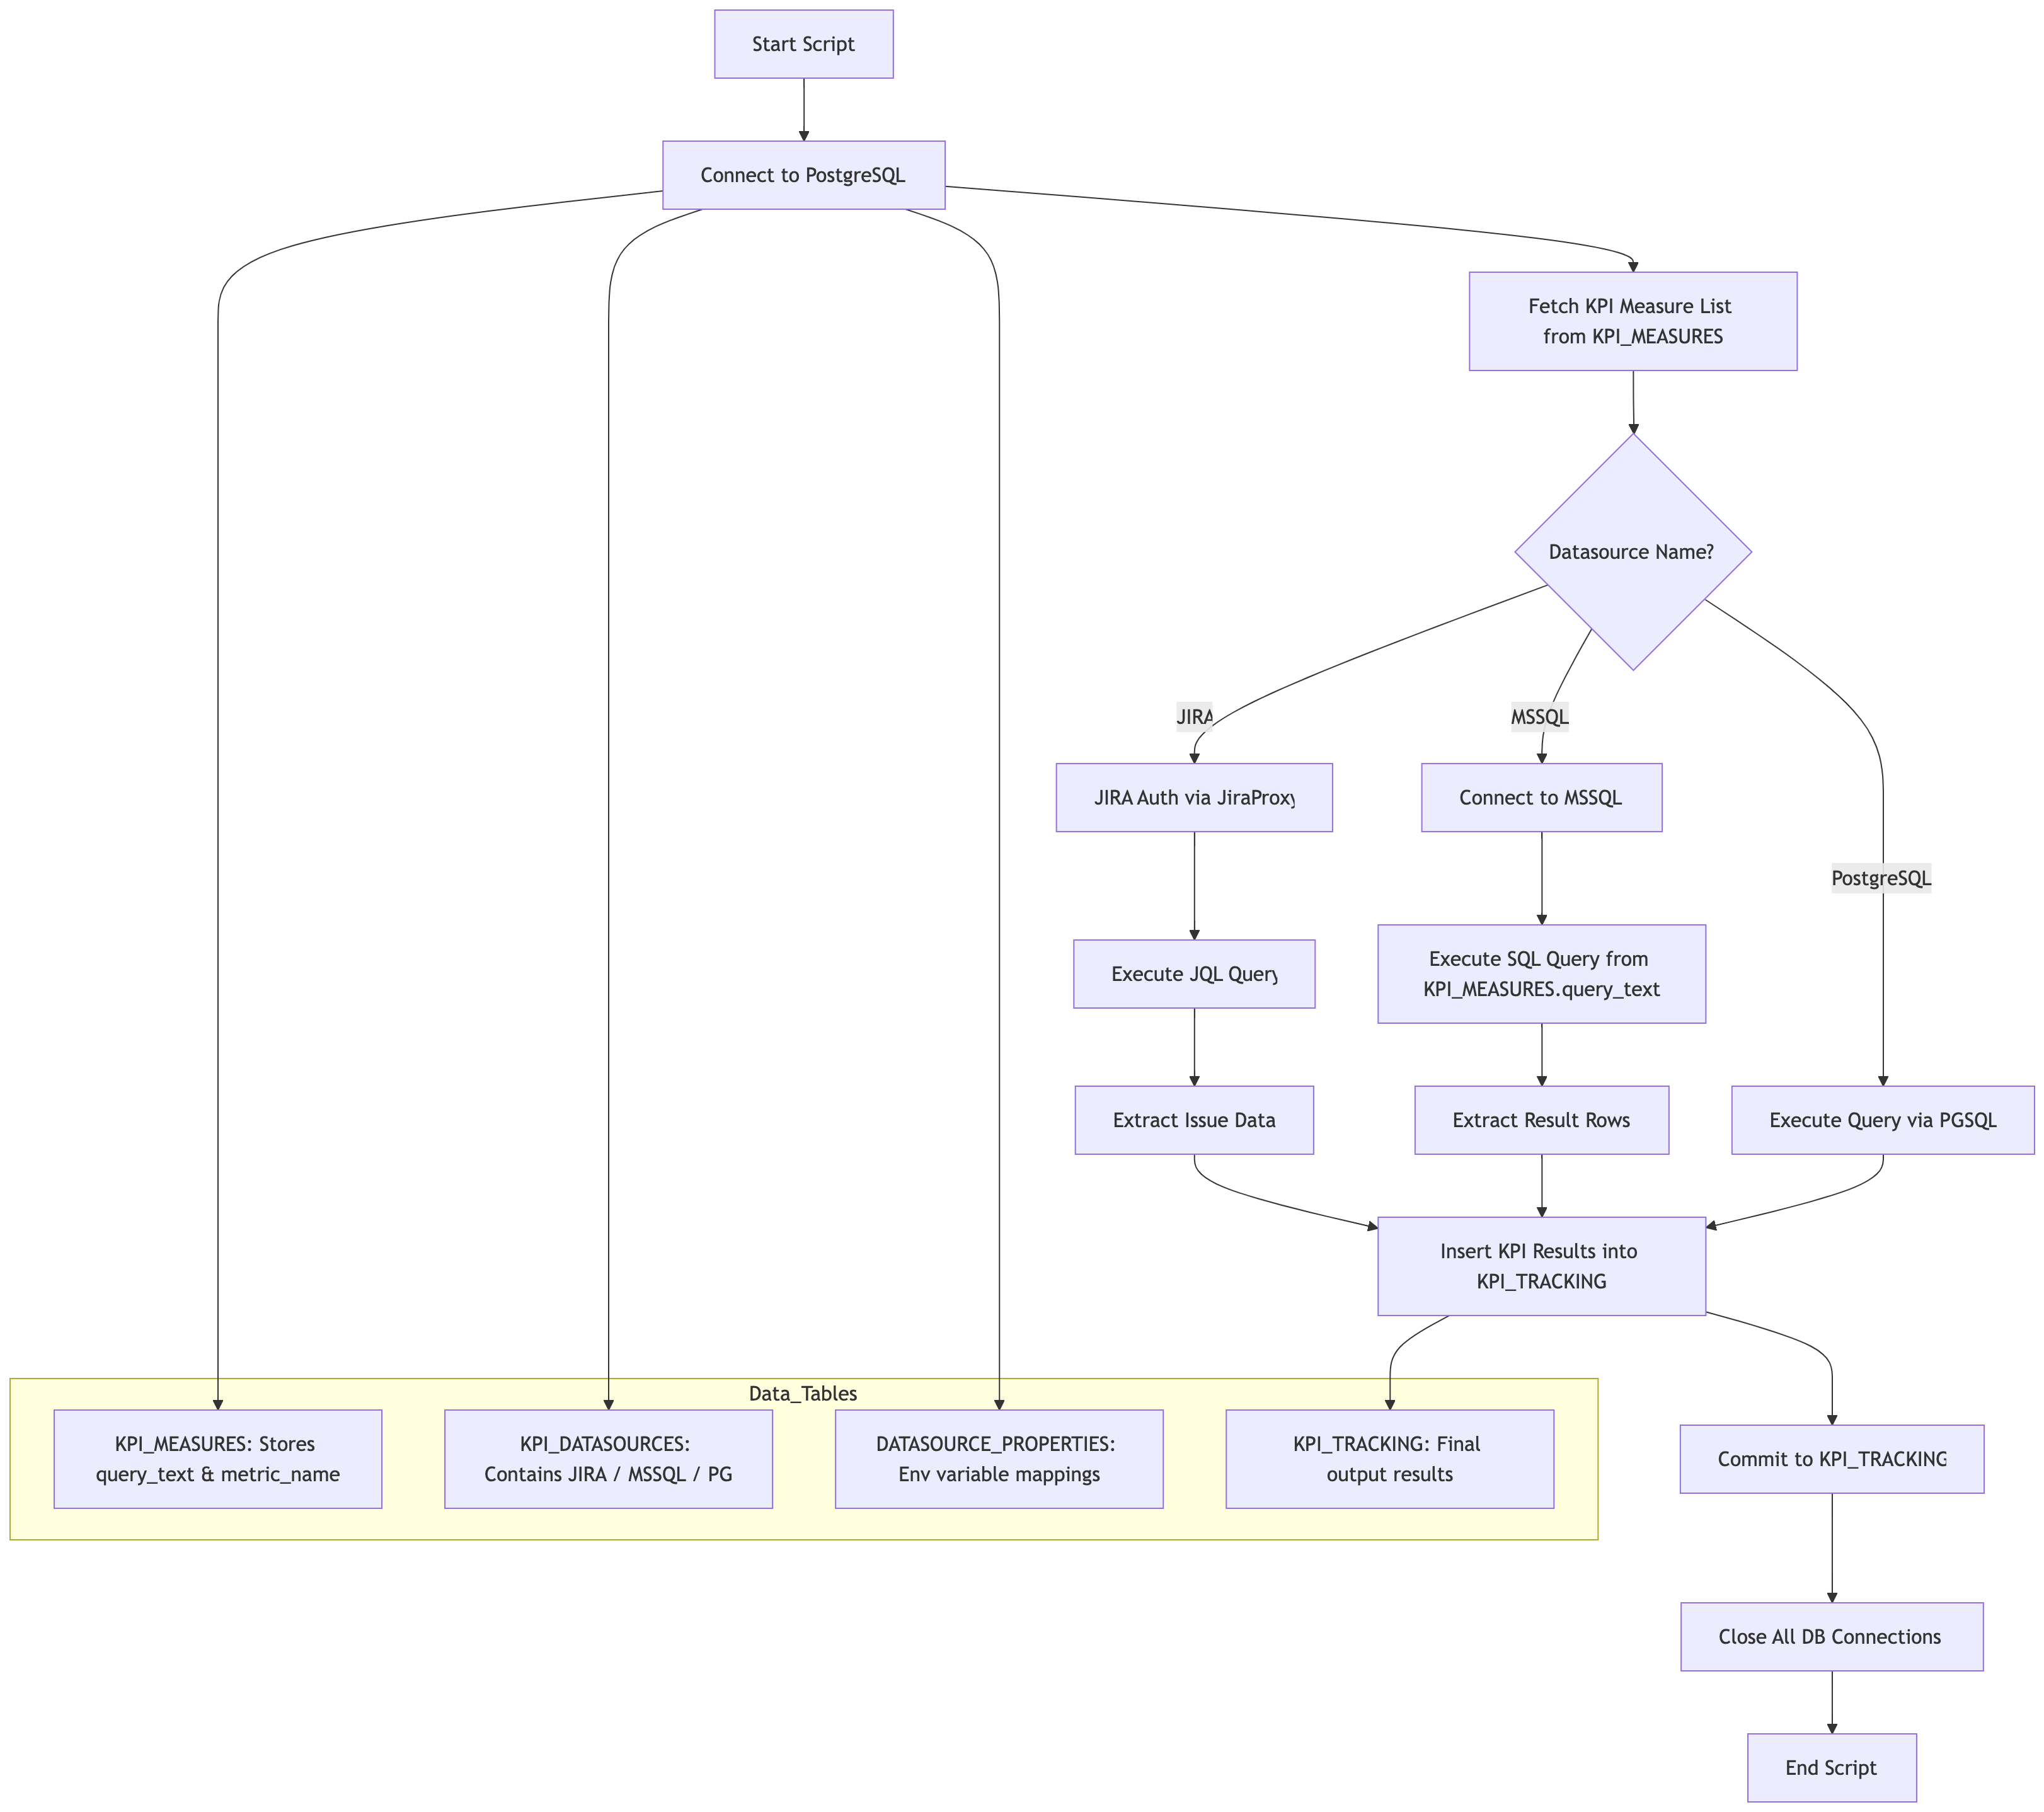 Start Script
Connect to PostgreSQL
Fetch KPI Measure List
from KPI_MEASURES
Datasource Name?
JIRA
MSSQL
PostgreSQL
JIRA Auth via JiraProxy
Connect to MSSQL
Execute JQL Query
Execute SQL Query from
KPI_MEASURES.query_text
Extract Issue Data
Extract Result Rows
Execute Query via PGSQL
Insert KPI Results into
KPI_TRACKING
Data_Tables
KPI_MEASURES: Stores
query_text & metric_name
KPI_DATASOURCES:
Contains JIRA / MSSQL / PG
DATASOURCE_PROPERTIES:
Env variable mappings
KPI_TRACKING: Final
output results
Commit to KPI_TRACKING
Close All DB Connections
End Script